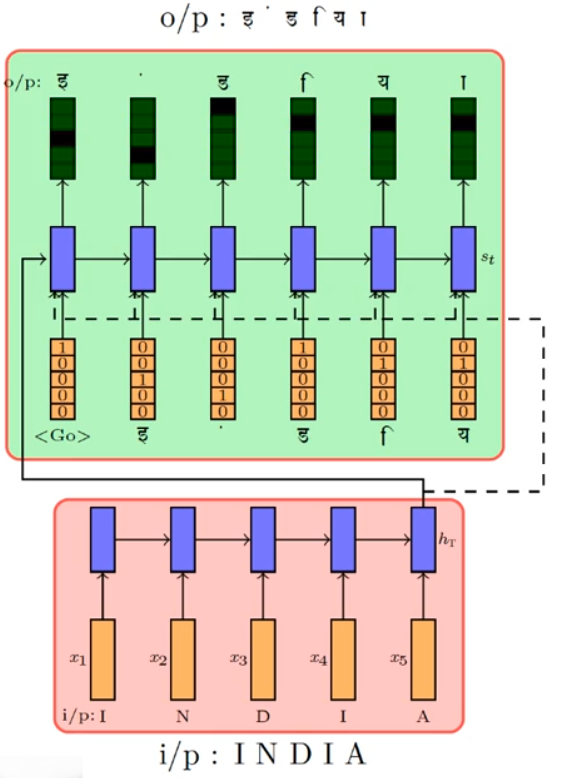 o/p : इ ं ड ि य ा
o/p: इ ं ड ि य ा
s_t
1 0 0 1 0 0
0 0 0 0 1 1
0 1 0 0 0 0
0 0 1 0 0 0
0 0 0 0 0 0
<Go> इ ं ड ि य
h_T
x_1 x_2 x_3 x_4 x_5
i/p: I N D I A
i/p : I N D I A